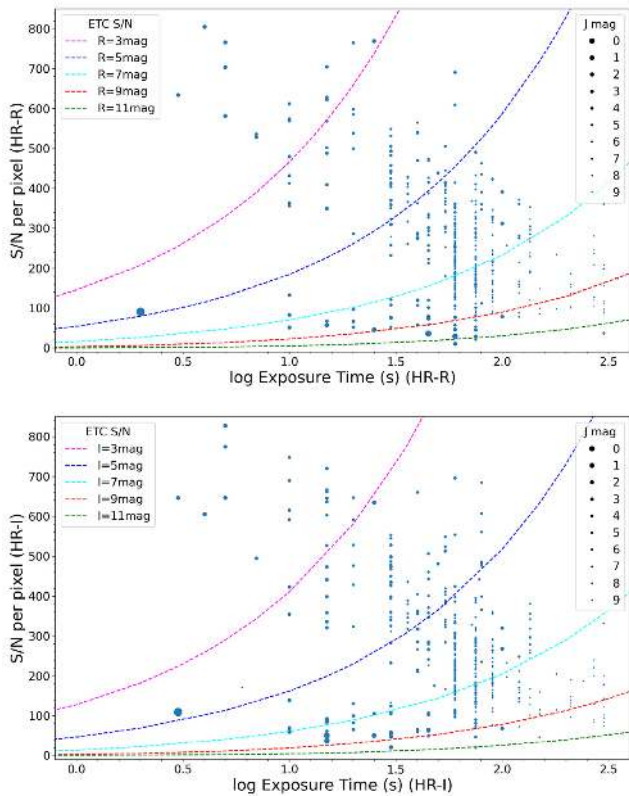 ETC S/N
R=3mag
R=5mag
R=7mag
R=9mag
R=11mag
J mag
0
1
2
3
4
5
6
7
8
9
800
700
600
500
400
300
200
100
0
S/N per pixel (HR-R)
0.0 0.5 1.0 1.5 2.0 2.5
log Exposure Time (s) (HR-R)
ETC S/N
I=3mag
I=5mag
I=7mag
I=9mag
I=11mag
J mag
0
1
2
3
4
5
6
7
8
9
800
700
600
500
400
300
200
100
0
S/N per pixel (HR-I)
0.0 0.5 1.0 1.5 2.0 2.5
log Exposure Time (s) (HR-I)